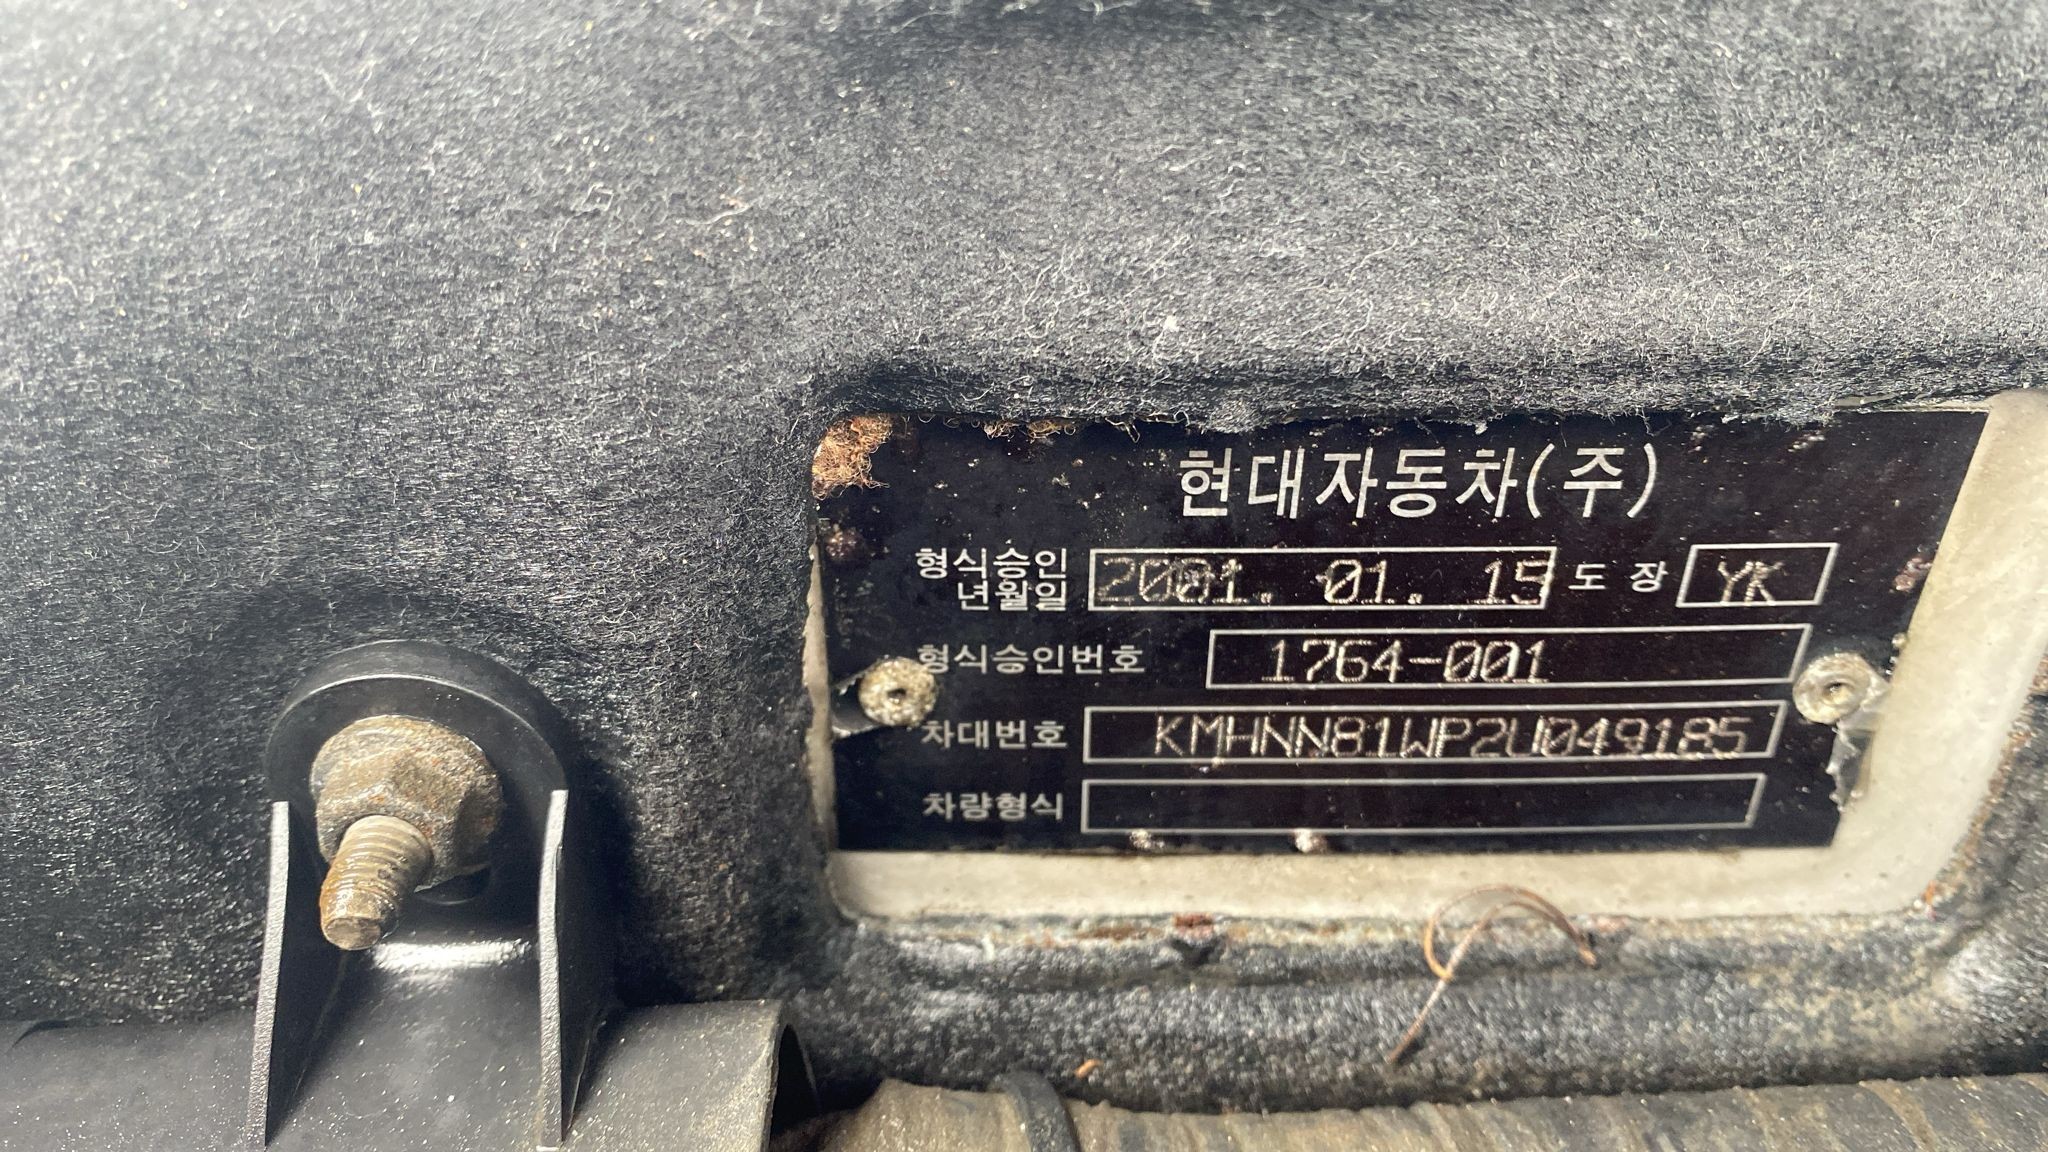 현대자동차(주)
형식승인 년월일 2001. 01. 15 도장 YK
형식승인번호 1764-001
차대번호 KMHNN81WP2U049185
차량형식